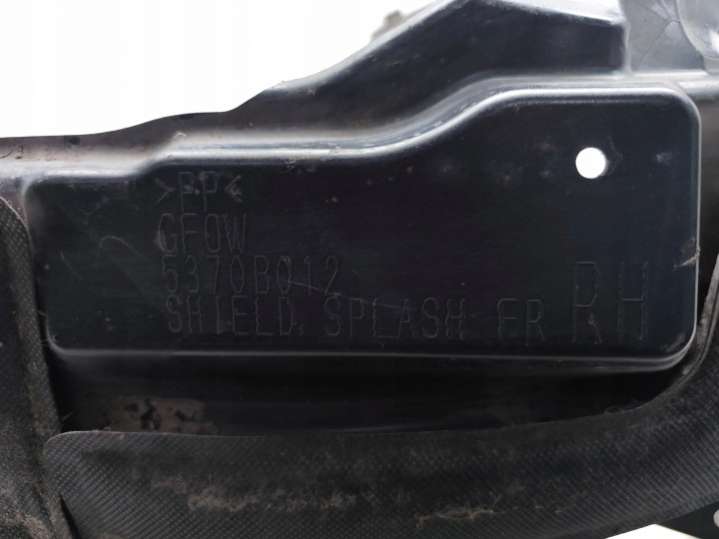 >PP<
GF0W
5370B012
SHIELD, SPLASH FR RH